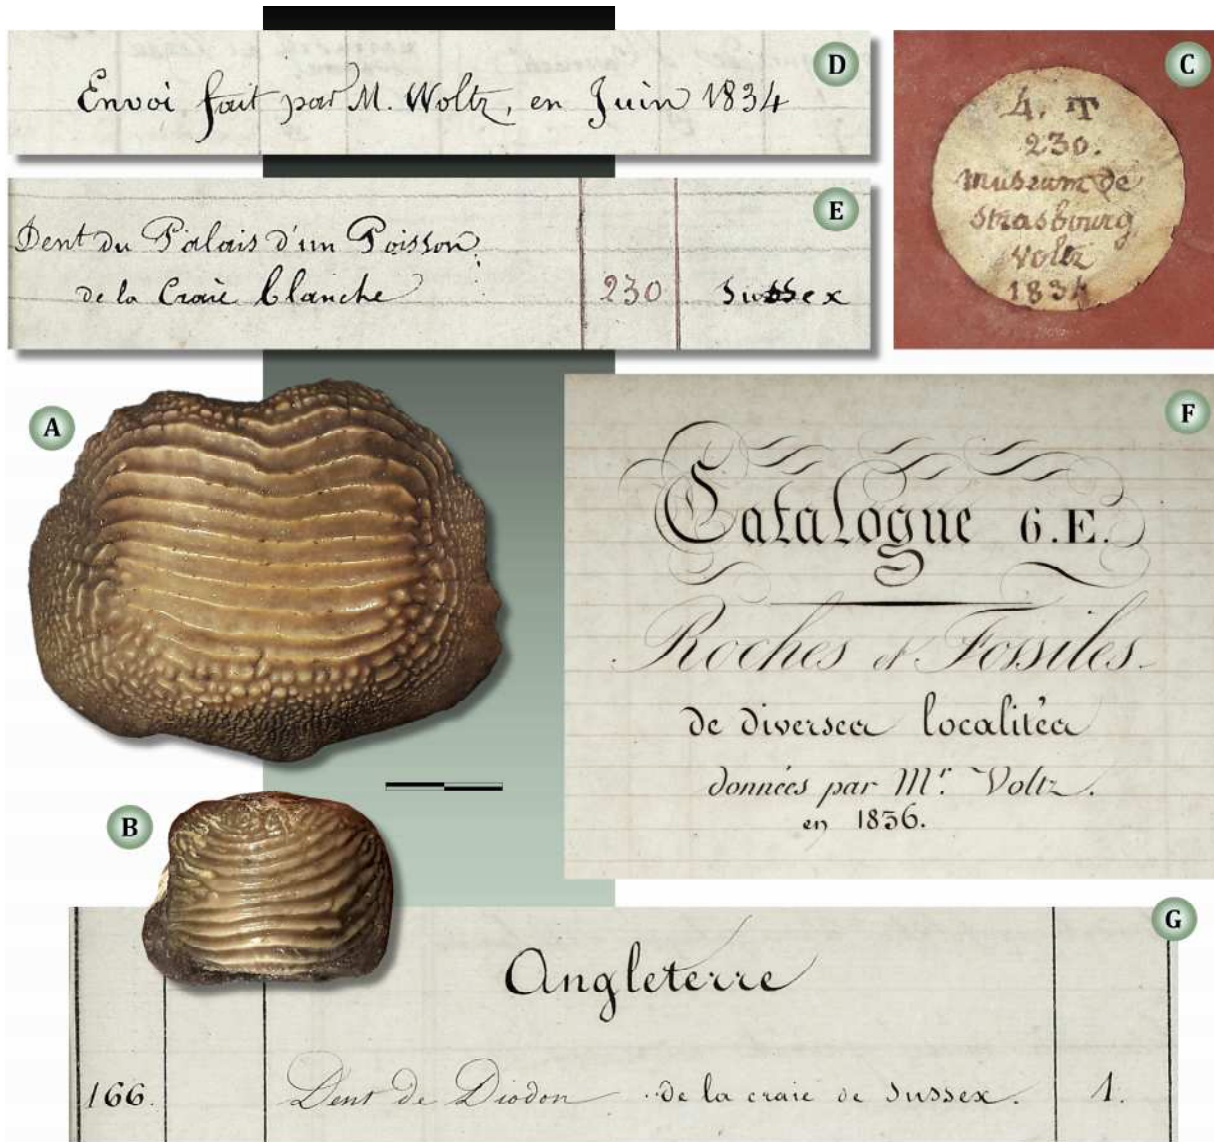 D
Envoi fait par M. Woltz, en Juin 1834
C
4. T
230.
museum de
Strasbourg
Voltz
1834
E
Dent du Palais d'un Poisson
de la Craie blanche
230
Sussex
A
F
Catalogue 6.E.
Roches et Fossiles.
de diverses localités
données par Mr. Voltz.
en 1836.
B
G
Angleterre
166. Dent de Diodon de la craie de Sussex. 1.